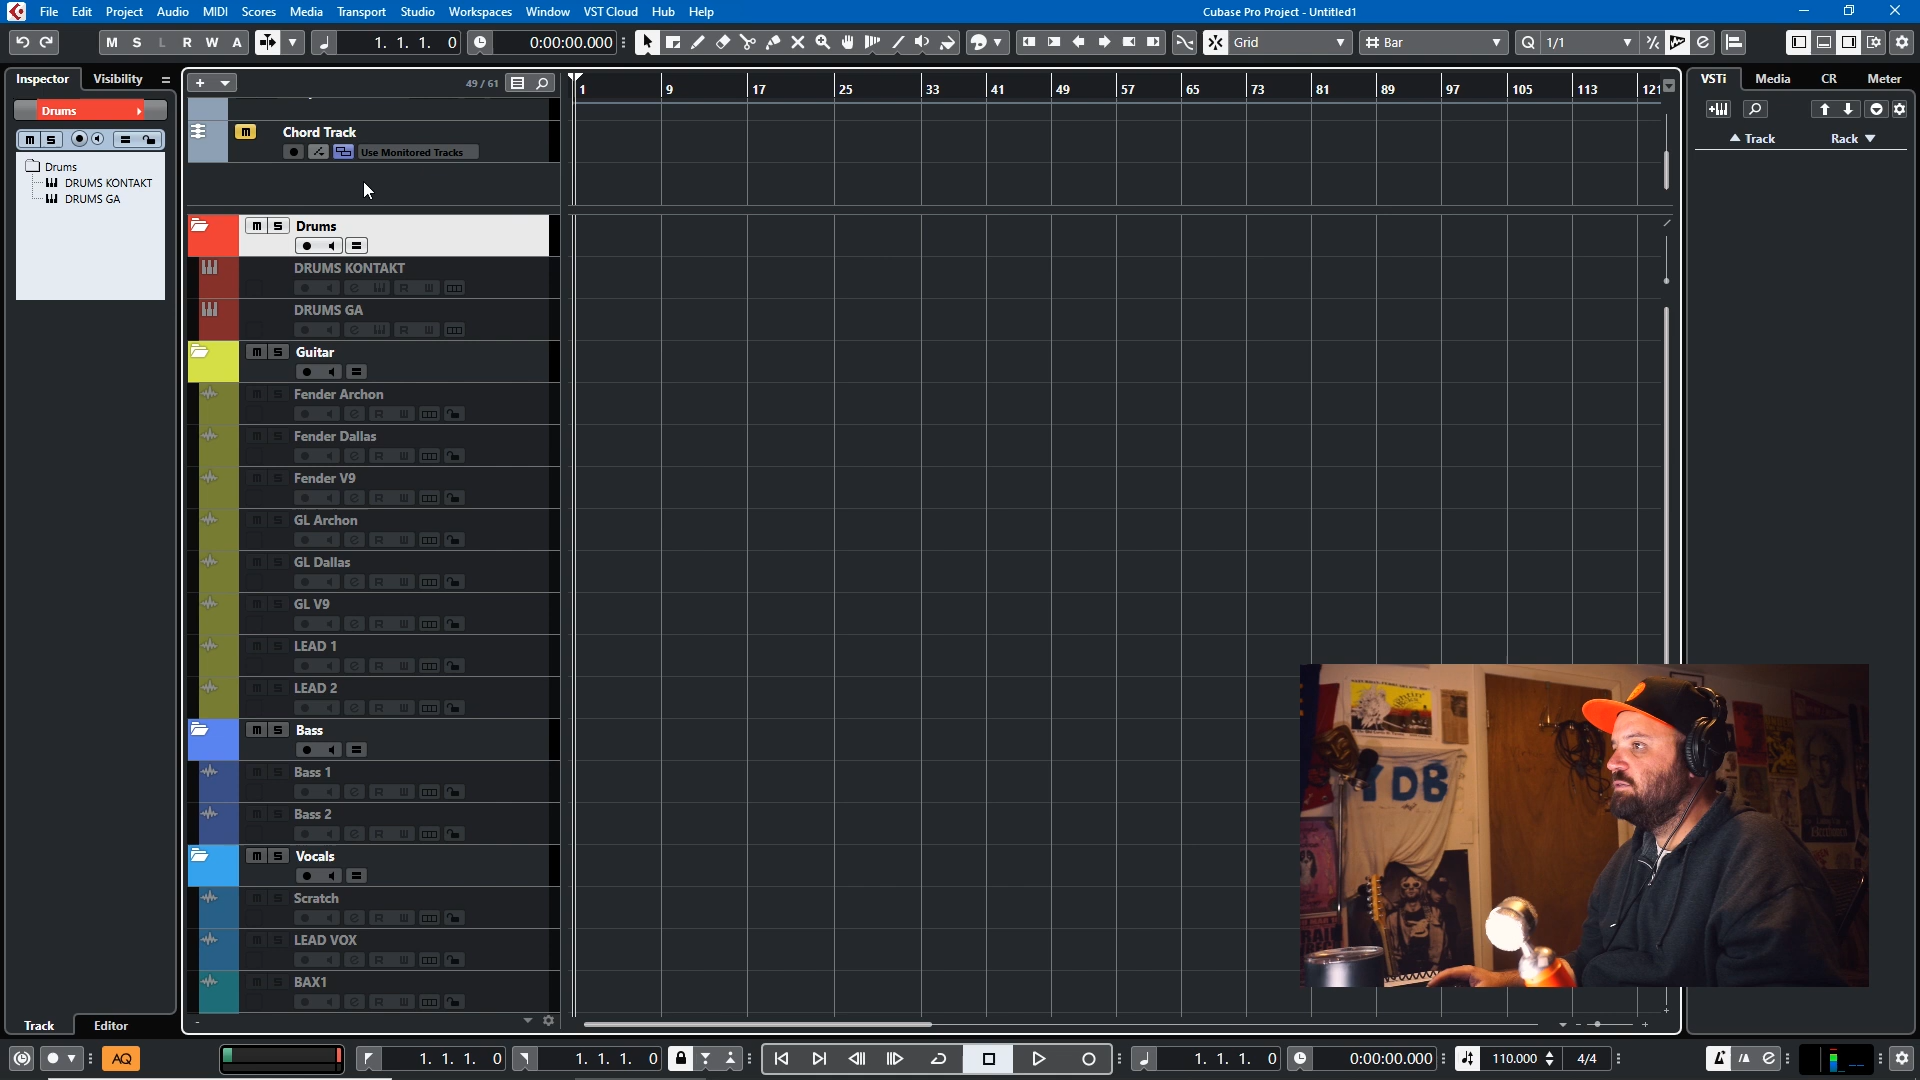 File Edit Project Audio MIDI Scores Media Transport Studio Workspaces Window VST Cloud Hub Help
Cubase Pro Project - Untitled1
M S L R W A
1. 1. 1. 0
0:00:00.000
Grid
Bar
Q 1/1
Inspector Visibility
49 / 61
1 9 17 25 33 41 49 57 65 73 81 89 97 105 113 121
VSTi Media CR Meter
Drums
m S
Drums
DRUMS KONTAKT
DRUMS GA
Track
Rack
m
Chord Track
Use Monitored Tracks
m S Drums
DRUMS KONTAKT
DRUMS GA
m S Guitar
Fender Archon
Fender Dallas
Fender V9
GL Archon
GL Dallas
GL V9
LEAD 1
LEAD 2
m S Bass
Bass 1
Bass 2
m S Vocals
Scratch
LEAD VOX
BAX1
YDB
Track Editor
AQ
1. 1. 1. 0
1. 1. 1. 0
1. 1. 1. 0
0:00:00.000
110.000
4/4